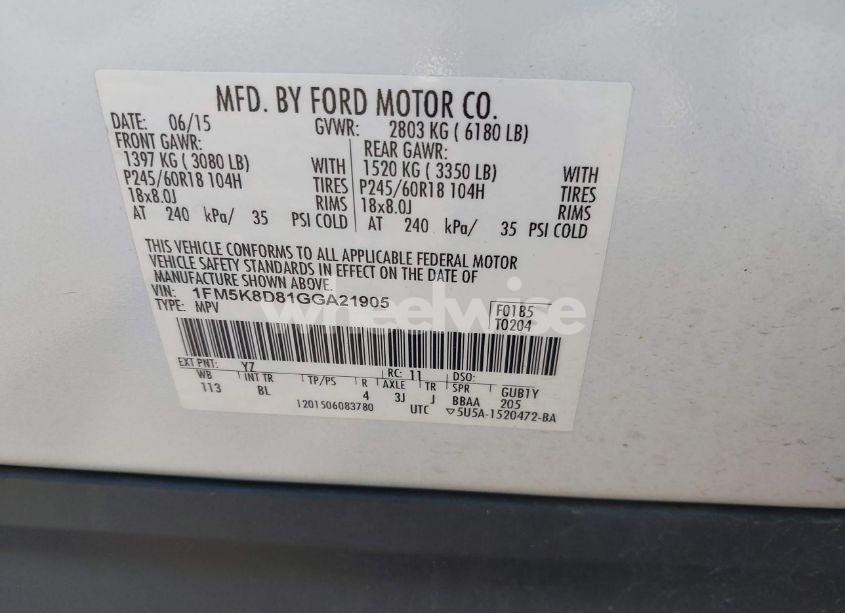 MFD. BY FORD MOTOR CO.
DATE: 06/15 GVWR: 2803 KG ( 6180 LB)
FRONT GAWR: REAR GAWR:
1397 KG ( 3080 LB) WITH 1520 KG ( 3350 LB) WITH
P245/60R18 104H TIRES P245/60R18 104H TIRES
18x8.0J RIMS 18x8.0J RIMS
AT 240 kPa/ 35 PSI COLD AT 240 kPa/ 35 PSI COLD
THIS VEHICLE CONFORMS TO ALL APPLICABLE FEDERAL MOTOR
VEHICLE SAFETY STANDARDS IN EFFECT ON THE DATE OF
MANUFACTURE SHOWN ABOVE.
VIN: 1FM5K8D81GGA21905
TYPE: MPV
F0185
T0204
wheelwise
EXT PNT: YZ RC: 11 DSO:
WB INT TR TP/PS R AXLE TR SPR GUB1Y
113 BL 4 3J J BBAA 205
1201506083780 UTC ▽5U5A-1520472-BA